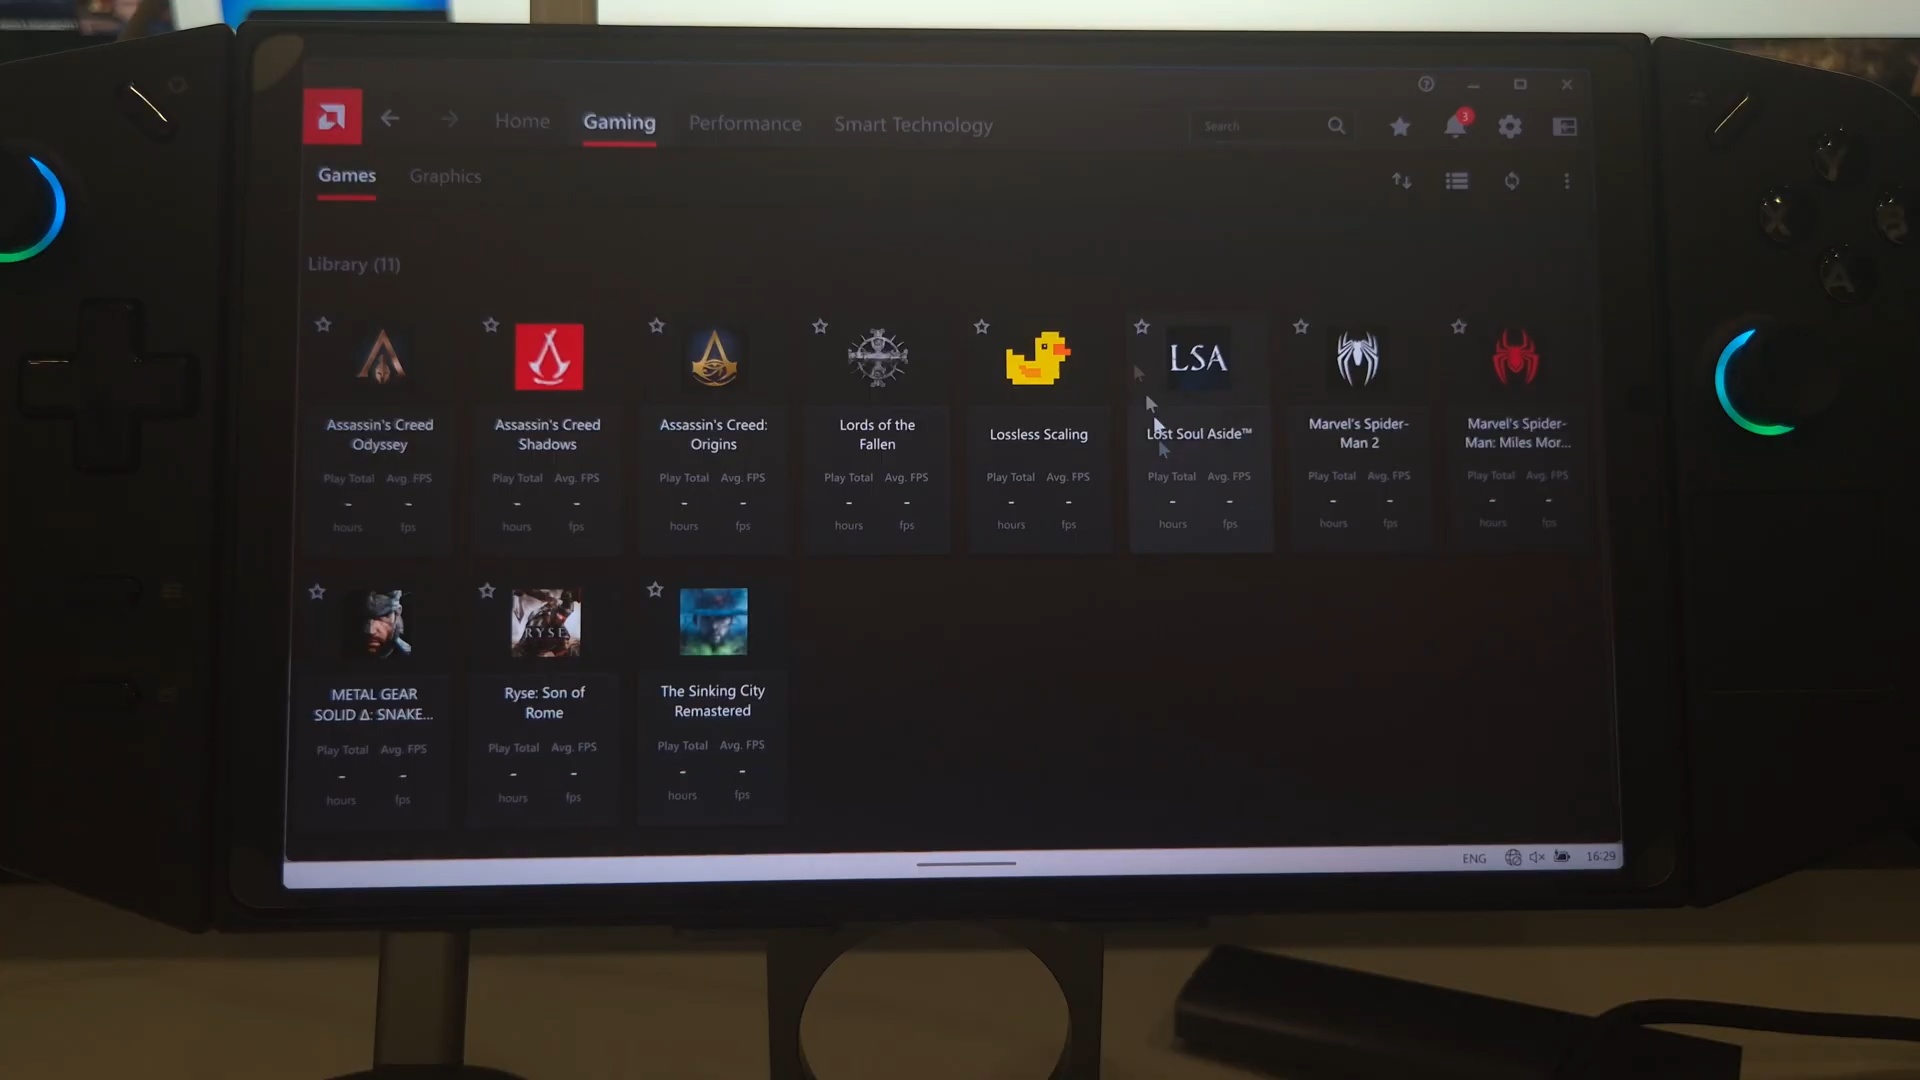 Home
Gaming
Performance
Smart Technology
Search
3
Games
Graphics
Library (11)
LSA
Assassin's Creed
Odyssey
Assassin's Creed
Shadows
Assassin's Creed:
Origins
Lords of the
Fallen
Lossless Scaling
Lost Soul Aside™
Marvel's Spider-
Man 2
Marvel's Spider-
Man: Miles Mor...
Play Total Avg. FPS
Play Total Avg. FPS
Play Total Avg. FPS
Play Total Avg. FPS
Play Total Avg. FPS
Play Total Avg. FPS
Play Total Avg. FPS
Play Total Avg. FPS
- -
- -
- -
- -
- -
- -
- -
- -
hours fps
hours fps
hours fps
hours fps
hours fps
hours fps
hours fps
hours fps
RYSE
METAL GEAR
SOLID Δ: SNAKE...
Ryse: Son of
Rome
The Sinking City
Remastered
Play Total Avg. FPS
Play Total Avg. FPS
Play Total Avg. FPS
- -
- -
- -
hours fps
hours fps
hours fps
ENG
16:29
Y
X
B
A